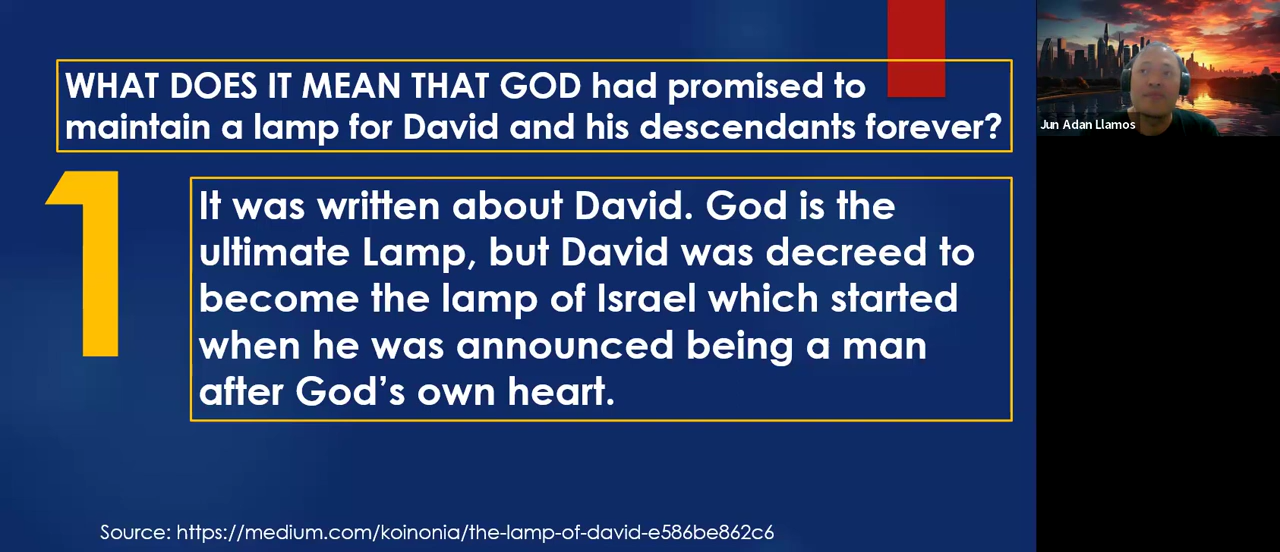 WHAT DOES IT MEAN THAT GOD had promised to
maintain a lamp for David and his descendants forever?
1
It was written about David. God is the
ultimate Lamp, but David was decreed to
become the lamp of Israel which started
when he was announced being a man
after God’s own heart.
Source: https://medium.com/koinonia/the-lamp-of-david-e586be862c6
Jun Adan Llamos